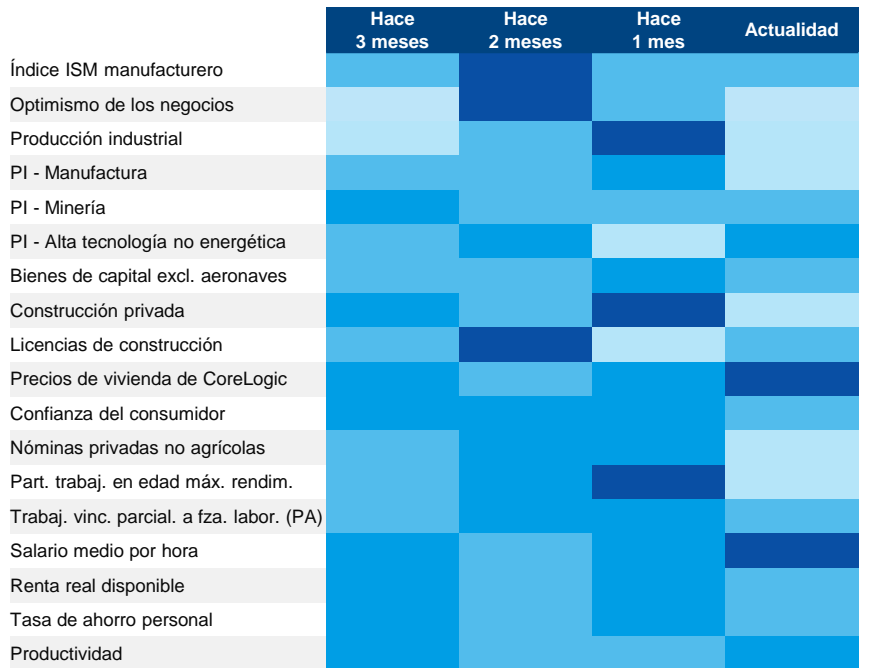 Hace
3 meses
Hace
2 meses
Hace
1 mes
Actualidad
Índice ISM manufacturero
Optimismo de los negocios
Producción industrial
PI - Manufactura
PI - Minería
PI - Alta tecnología no energética
Bienes de capital excl. aeronaves
Construcción privada
Licencias de construcción
Precios de vivienda de CoreLogic
Confianza del consumidor
Nóminas privadas no agrícolas
Part. trabaj. en edad máx. rendim.
Trabaj. vinc. parcial. a fza. labor. (PA)
Salario medio por hora
Renta real disponible
Tasa de ahorro personal
Productividad